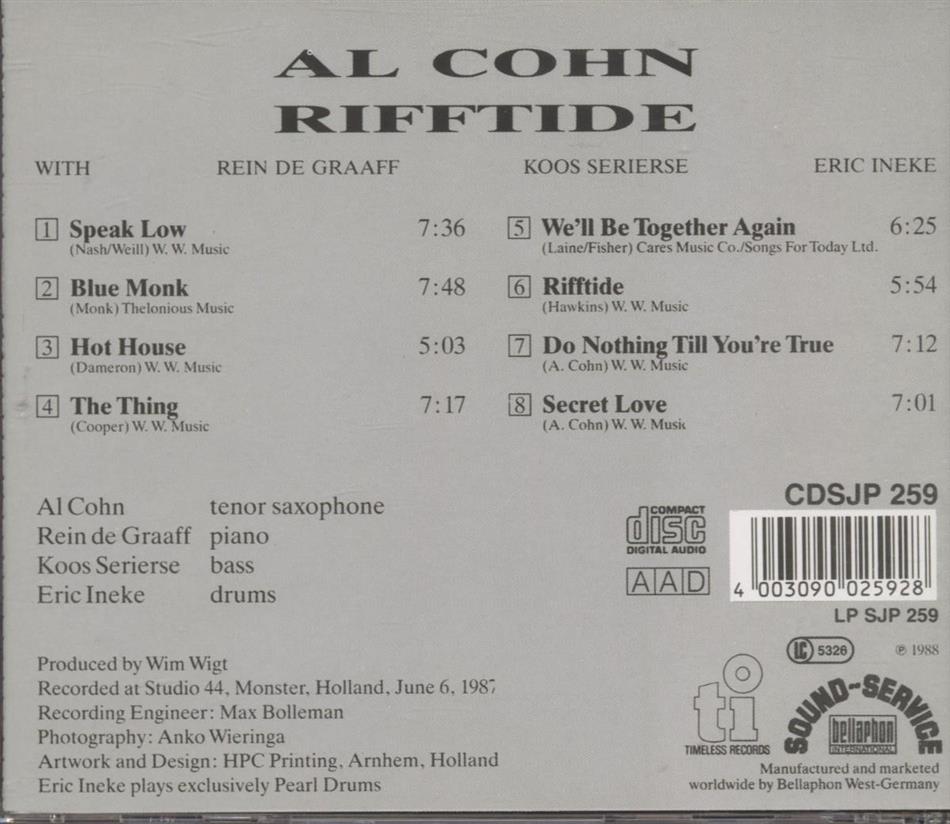 AL COHN
RIFFTIDE
WITH REIN DE GRAAFF KOOS SERIERSE ERIC INEKE
1 Speak Low 7:36
(Nash/Weill) W. W. Music
2 Blue Monk 7:48
(Monk) Thelonious Music
3 Hot House 5:03
(Dameron) W. W. Music
4 The Thing 7:17
(Cooper) W. W. Music
5 We'll Be Together Again 6:25
(Laine/Fisher) Cares Music Co./Songs For Today Ltd.
6 Rifftide 5:54
(Hawkins) W. W. Music
7 Do Nothing Till You're True 7:12
(A. Cohn) W. W. Music
8 Secret Love 7:01
(A. Cohn) W. W. Music
Al Cohn tenor saxophone
Rein de Graaff piano
Koos Serierse bass
Eric Ineke drums
Produced by Wim Wigt
Recorded at Studio 44, Monster, Holland, June 6, 1987
Recording Engineer: Max Bolleman
Photography: Anko Wieringa
Artwork and Design: HPC Printing, Arnhem, Holland
Eric Ineke plays exclusively Pearl Drums
COMPACT
disc
DIGITAL AUDIO
AAD
CDSJP 259
4 003090 025928
LP SJP 259
LC 5326
℗ 1988
ti
TIMELESS RECORDS
SOUND-SERVICE
bellaphon
INTERNATIONAL
Manufactured and marketed
worldwide by Bellaphon West-Germany